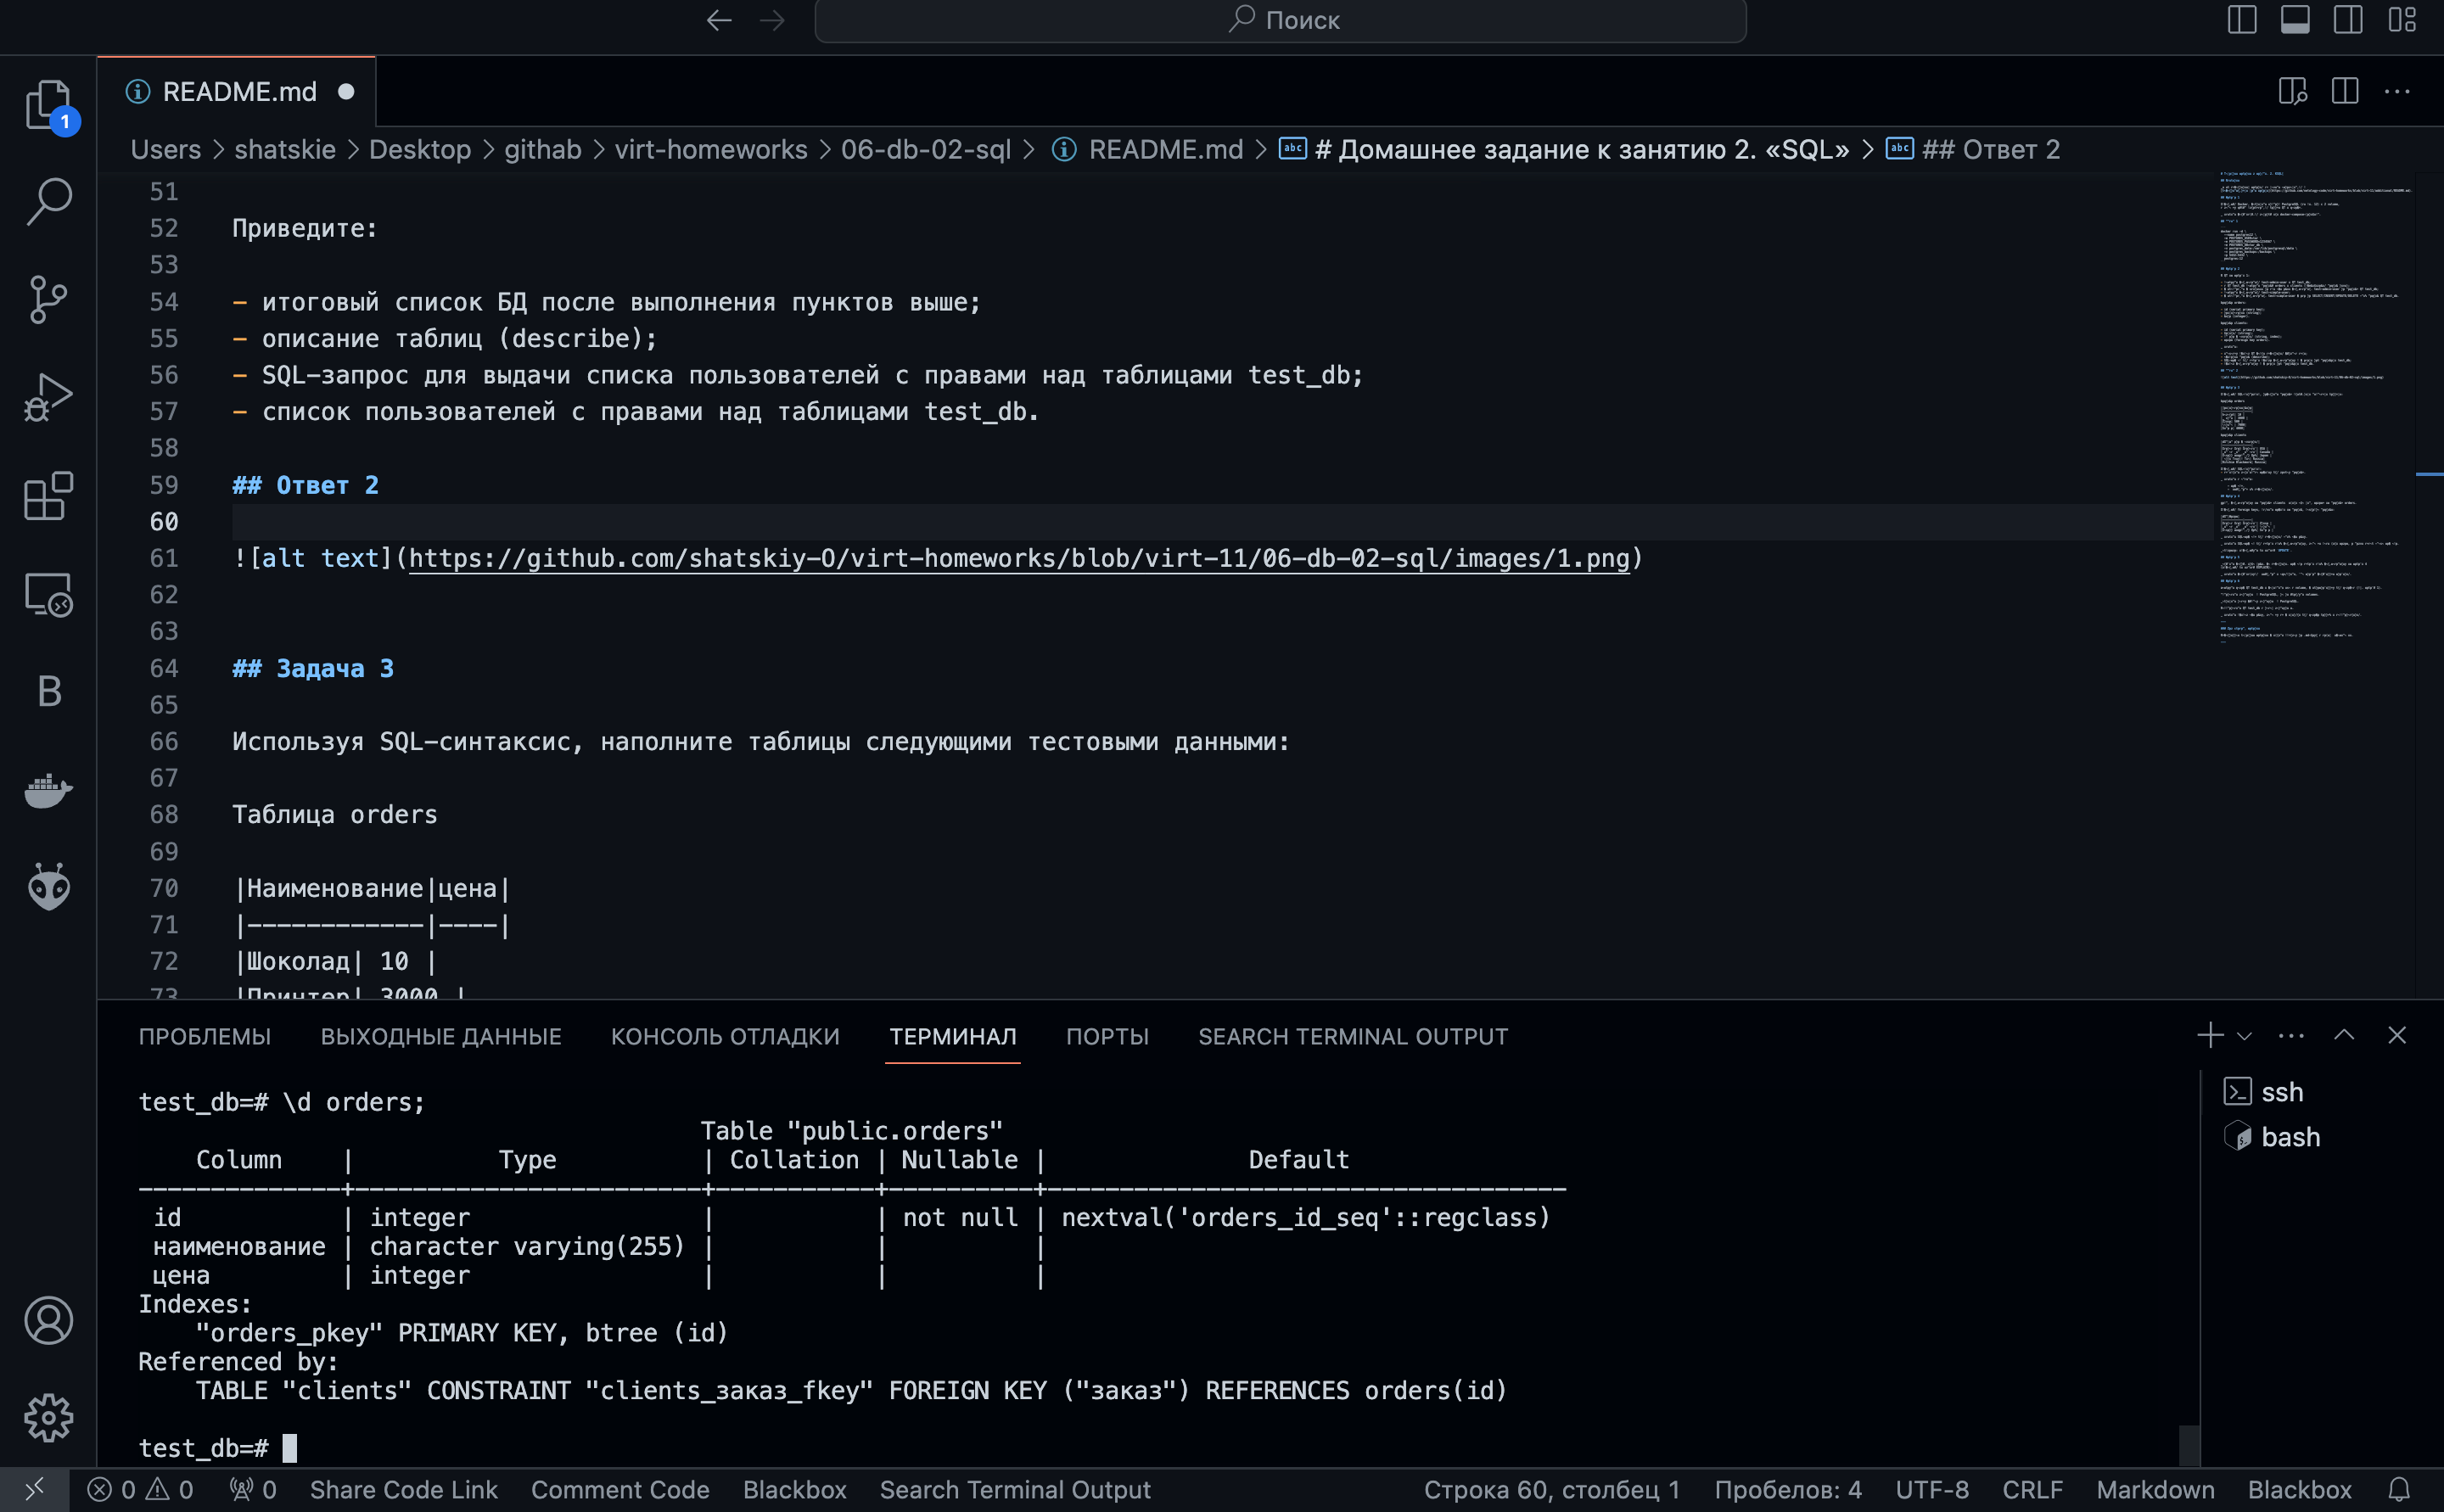 Поиск
README.md
1
Users > shatskie > Desktop > githab > virt-homeworks > 06-db-02-sql > README.md > # Домашнее задание к занятию 2. «SQL» > ## Ответ 2
51
52 Приведите:
53
54 - итоговый список БД после выполнения пунктов выше;
55 - описание таблиц (describe);
56 - SQL-запрос для выдачи списка пользователей с правами над таблицами test_db;
57 - список пользователей с правами над таблицами test_db.
58
59 ## Ответ 2
60
61 ![alt text](https://github.com/shatskiy-O/virt-homeworks/blob/virt-11/06-db-02-sql/images/1.png)
62
63
64 ## Задача 3
65
66 Используя SQL-синтаксис, наполните таблицы следующими тестовыми данными:
67
68 Таблица orders
69
70 |Наименование|цена|
71 |------------|----|
72 |Шоколад| 10 |
73 |Принтер| 3000 |
B
ПРОБЛЕМЫ ВЫХОДНЫЕ ДАННЫЕ КОНСОЛЬ ОТЛАДКИ ТЕРМИНАЛ ПОРТЫ SEARCH TERMINAL OUTPUT
test_db=# \d orders;
Table "public.orders"
Column | Type | Collation | Nullable | Default
--------------+------------------------+-----------+----------+------------------------------------
id | integer | | not null | nextval('orders_id_seq'::regclass)
наименование | character varying(255) | | |
цена | integer | | |
Indexes:
"orders_pkey" PRIMARY KEY, btree (id)
Referenced by:
TABLE "clients" CONSTRAINT "clients_заказ_fkey" FOREIGN KEY ("заказ") REFERENCES orders(id)
test_db=#
ssh
bash
0 0 0 Share Code Link Comment Code Blackbox Search Terminal Output Строка 60, столбец 1 Пробелов: 4 UTF-8 CRLF Markdown Blackbox